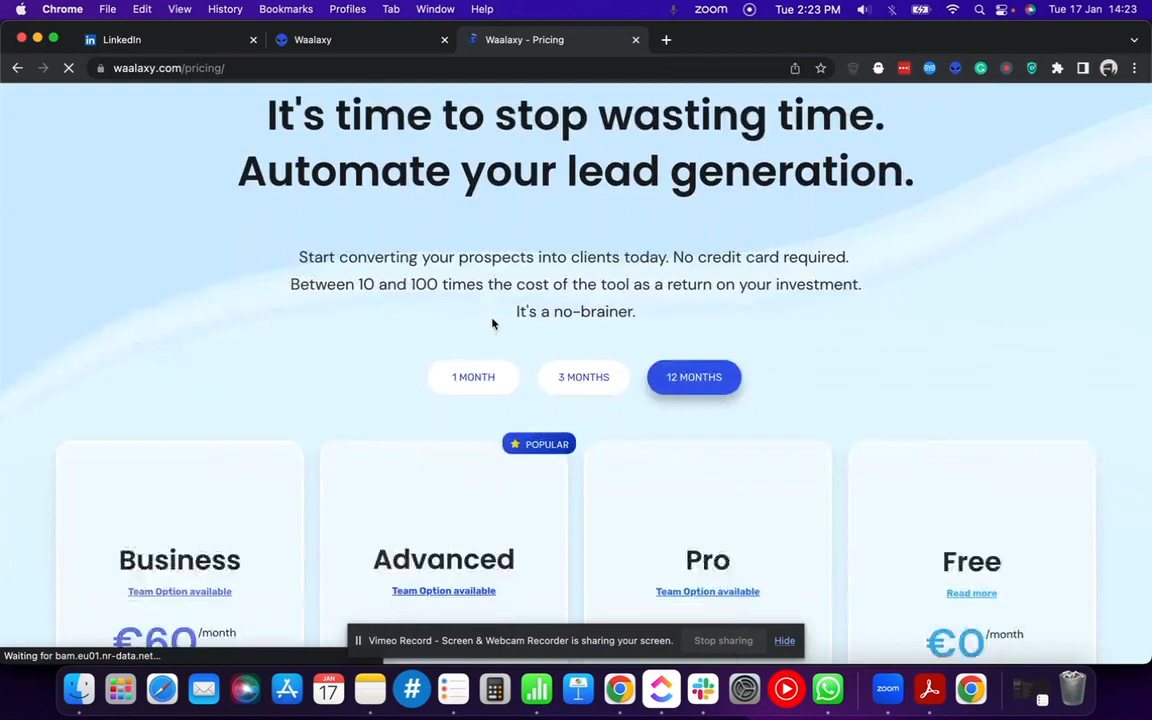 Chrome File Edit View History Bookmarks Profiles Tab Window Help zoom Tue 2:23 PM Tue 17 Jan 14:23
LinkedIn Waalaxy Waalaxy - Pricing
waalaxy.com/pricing/
It's time to stop wasting time.
Automate your lead generation.
Start converting your prospects into clients today. No credit card required.
Between 10 and 100 times the cost of the tool as a return on your investment.
It's a no-brainer.
1 MONTH 3 MONTHS 12 MONTHS
POPULAR
Business Advanced Pro Free
Team Option available Team Option available Team Option available Read more
€60 /month €0 /month
Vimeo Record - Screen & Webcam Recorder is sharing your screen. Stop sharing Hide
Waiting for bam.eu01.nr-data.net...
JAN
17
zoom